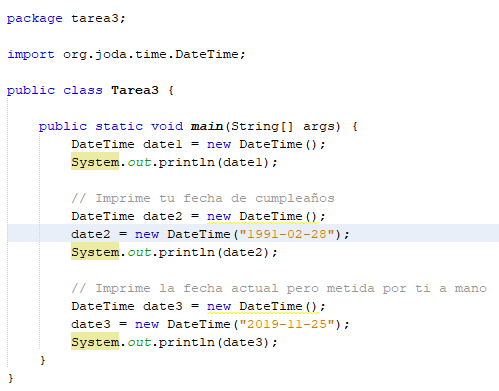 package tarea3;
import org.joda.time.DateTime;
public class Tarea3 {
public static void main(String[] args) {
DateTime date1 = new DateTime();
System.out.println(date1);
// Imprime tu fecha de cumpleaños
DateTime date2 = new DateTime();
date2 = new DateTime("1991-02-28");
System.out.println(date2);
// Imprime la fecha actual pero metida por ti a mano
DateTime date3 = new DateTime();
date3 = new DateTime("2019-11-25");
System.out.println(date3);
}
}